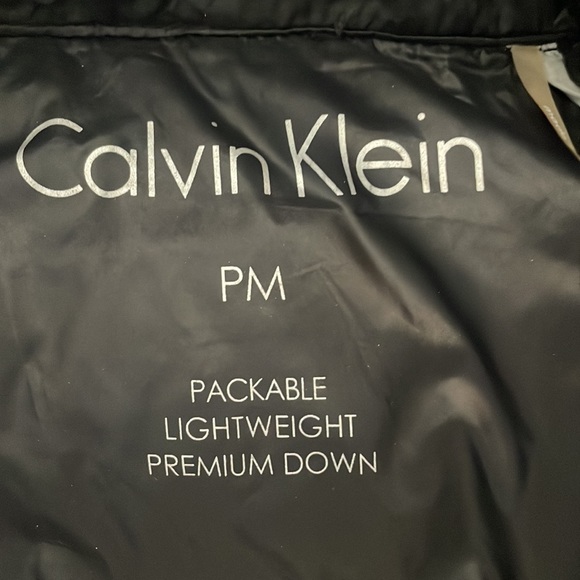 Calvin Klein
PM
PACKABLE
LIGHTWEIGHT
PREMIUM DOWN